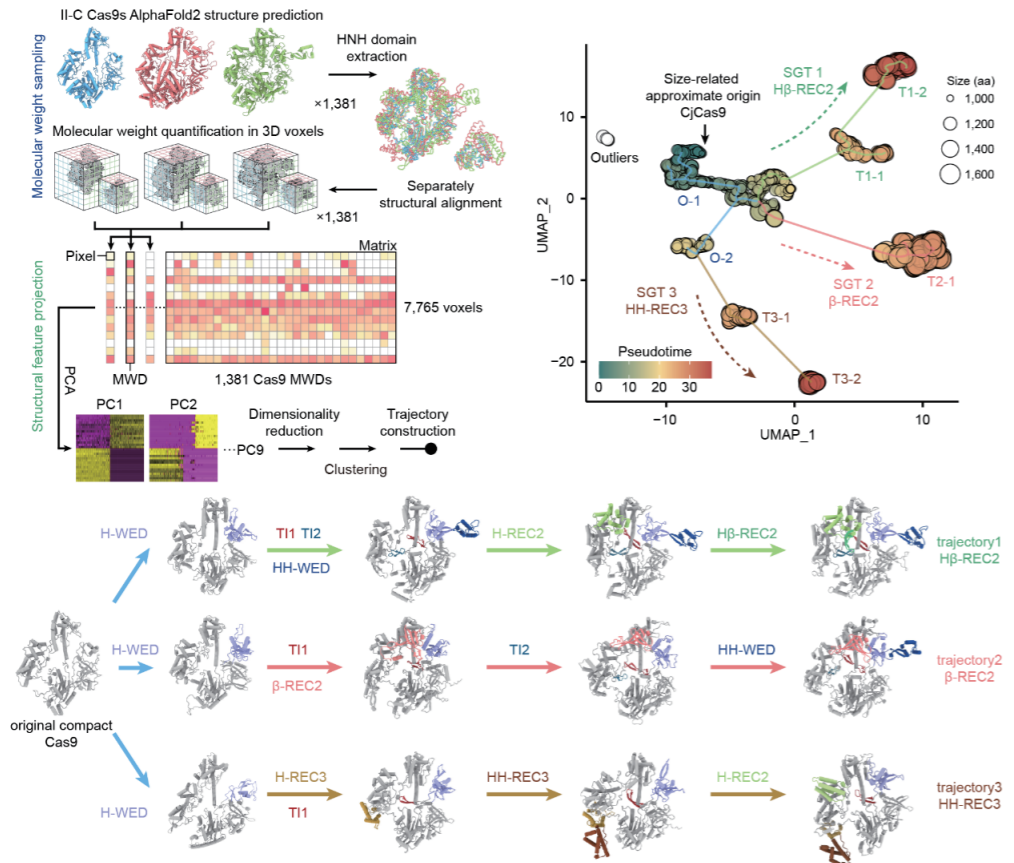 II-C Cas9s AlphaFold2 structure prediction
Molecular weight sampling
HNH domain
extraction
×1,381
Molecular weight quantification in 3D voxels
Separately
structural alignment
×1,381
Pixel
Matrix
7,765 voxels
MWD
1,381 Cas9 MWDs
Structural feature projection
PCA
PC1
PC2
PC9
Dimensionality
reduction
Clustering
Trajectory
construction
UMAP_2
10
0
−10
−20
Size-related
approximate origin
CjCas9
Outliers
O-1
O-2
SGT 1
Hβ-REC2
T1-2
T1-1
SGT 2
β-REC2
T2-1
SGT 3
HH-REC3
T3-1
T3-2
Size (aa)
1,000
1,200
1,400
1,600
Pseudotime
0 10 20 30
−10
0
10
UMAP_1
original compact
Cas9
H-WED
TI1 TI2
HH-WED
H-REC2
Hβ-REC2
trajectory1
Hβ-REC2
H-WED
TI1
β-REC2
TI2
HH-WED
trajectory2
β-REC2
H-WED
H-REC3
TI1
HH-REC3
H-REC2
trajectory3
HH-REC3